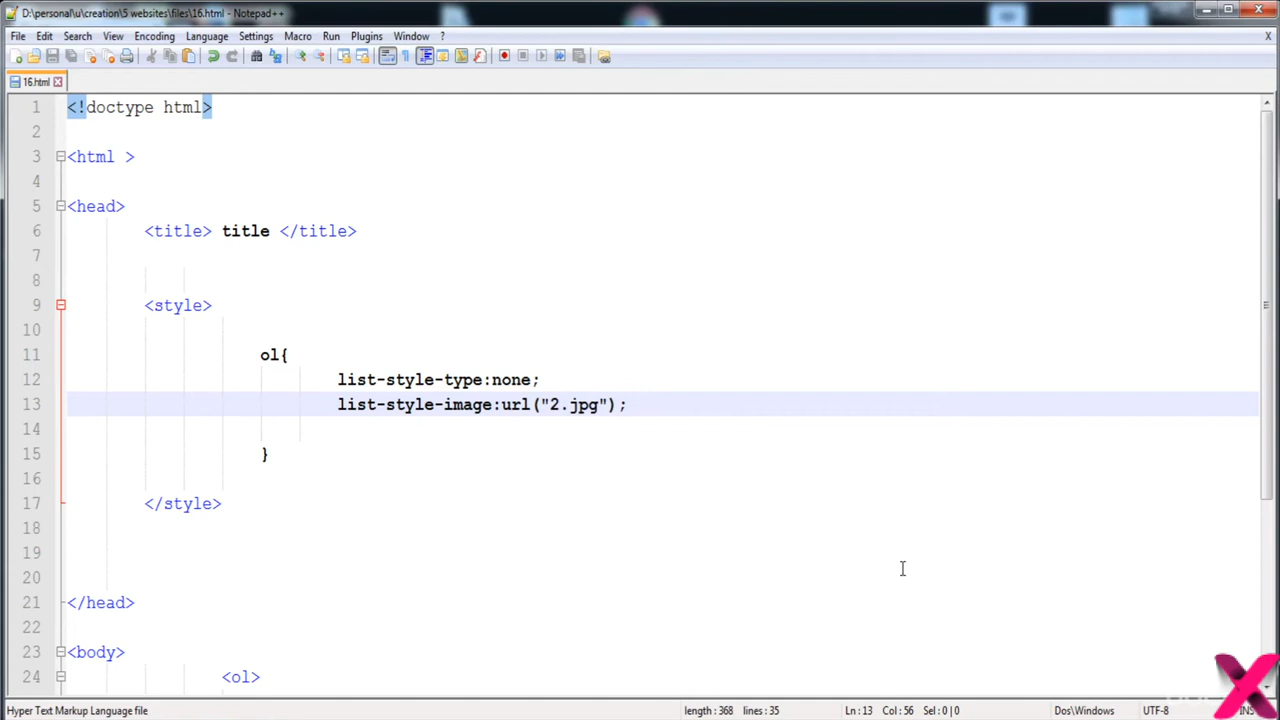 D:\personal\u\creation\5 websites\files\16.html - Notepad++
File Edit Search View Encoding Language Settings Macro Run Plugins Window ? X
16.html
1 <!doctype html>
2
3 <html >
4
5 <head>
6 <title> title </title>
7
8
9 <style>
10
11 ol{
12 list-style-type:none;
13 list-style-image:url("2.jpg");
14
15 }
16
17 </style>
18
19
20
21 </head>
22
23 <body>
24 <ol>
Hyper Text Markup Language file length:368 lines:35 Ln:13 Col:56 Sel:0|0 Dos\Windows UTF-8 INS